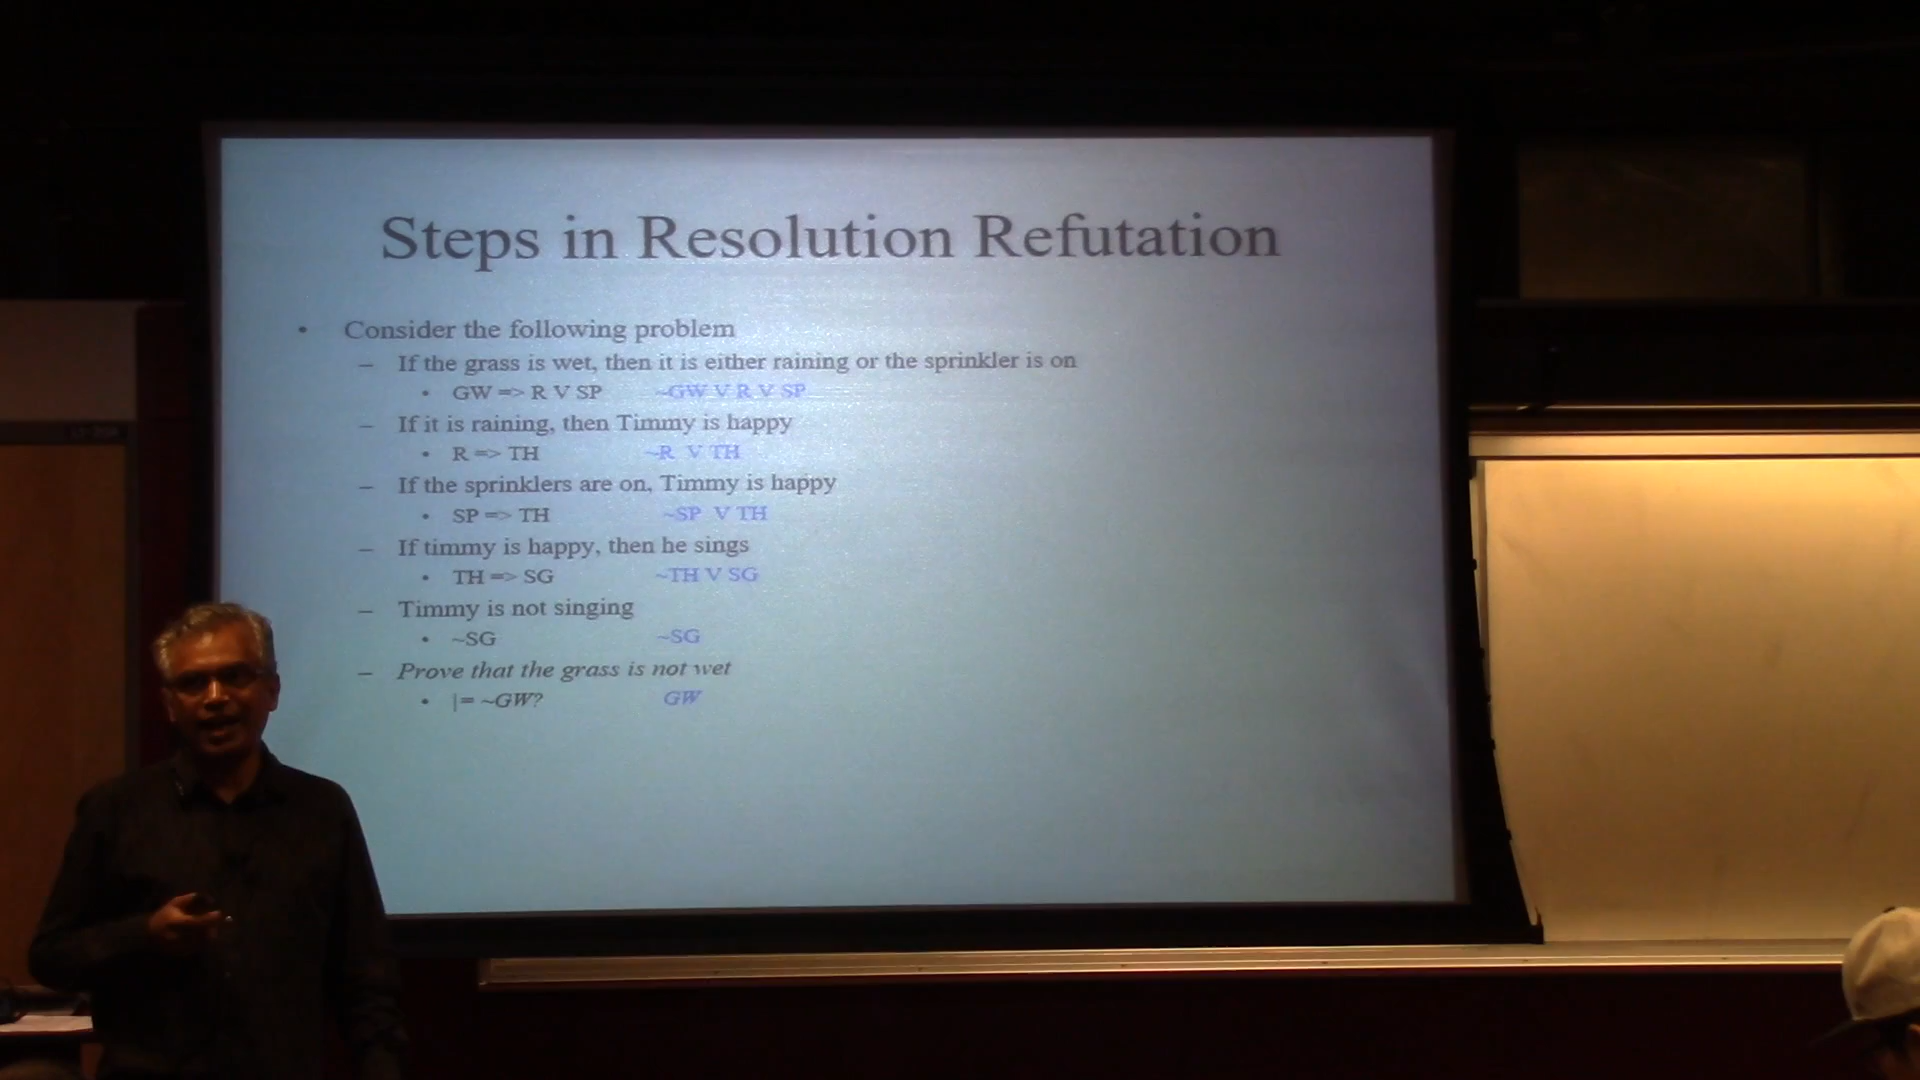 Steps in Resolution Refutation
• Consider the following problem
– If the grass is wet, then it is either raining or the sprinkler is on
• GW => R V SP ~GW V R V SP
– If it is raining, then Timmy is happy
• R => TH ~R V TH
– If the sprinklers are on, Timmy is happy
• SP => TH ~SP V TH
– If timmy is happy, then he sings
• TH => SG ~TH V SG
– Timmy is not singing
• ~SG ~SG
– Prove that the grass is not wet
• |= ~GW? GW